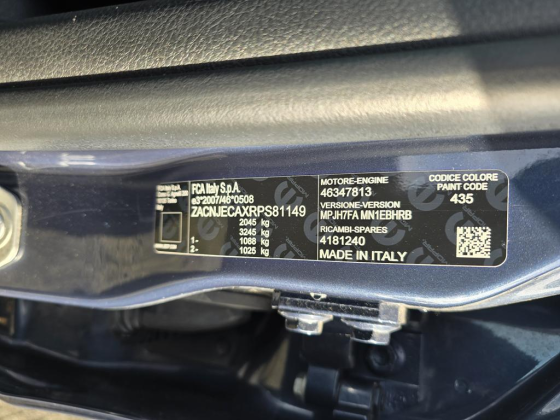 FCA Italy S.p.A.
e3*2007/46*0508
ZACNJECAXRPS81149
2045 kg
3245 kg
1- 1088 kg
2- 1025 kg
MOTORE-ENGINE
46347813
VERSIONE-VERSION
MPJH7FA MN1EBHRB
RICAMBI-SPARES
4181240
MADE IN ITALY
CODICE COLORE
PAINT CODE
435